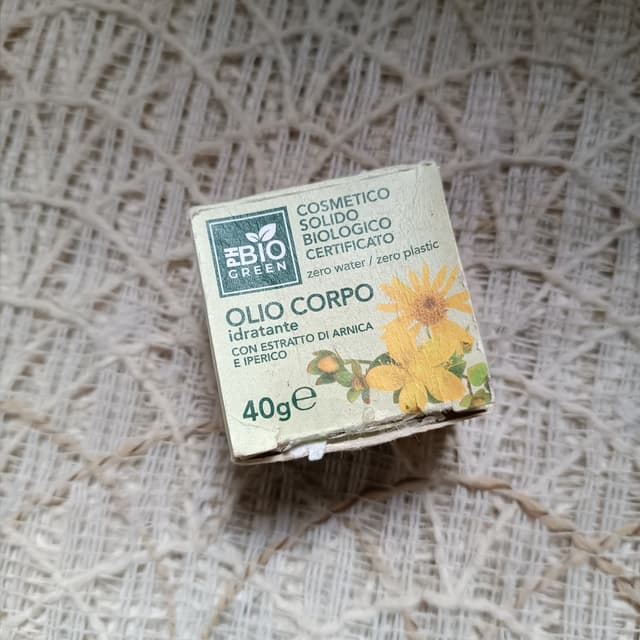 PH
BIO
GREEN
COSMETICO
SOLIDO
BIOLOGICO
CERTIFICATO
zero water / zero plastic
OLIO CORPO
idratante
CON ESTRATTO DI ARNICA
E IPERICO
40g℮